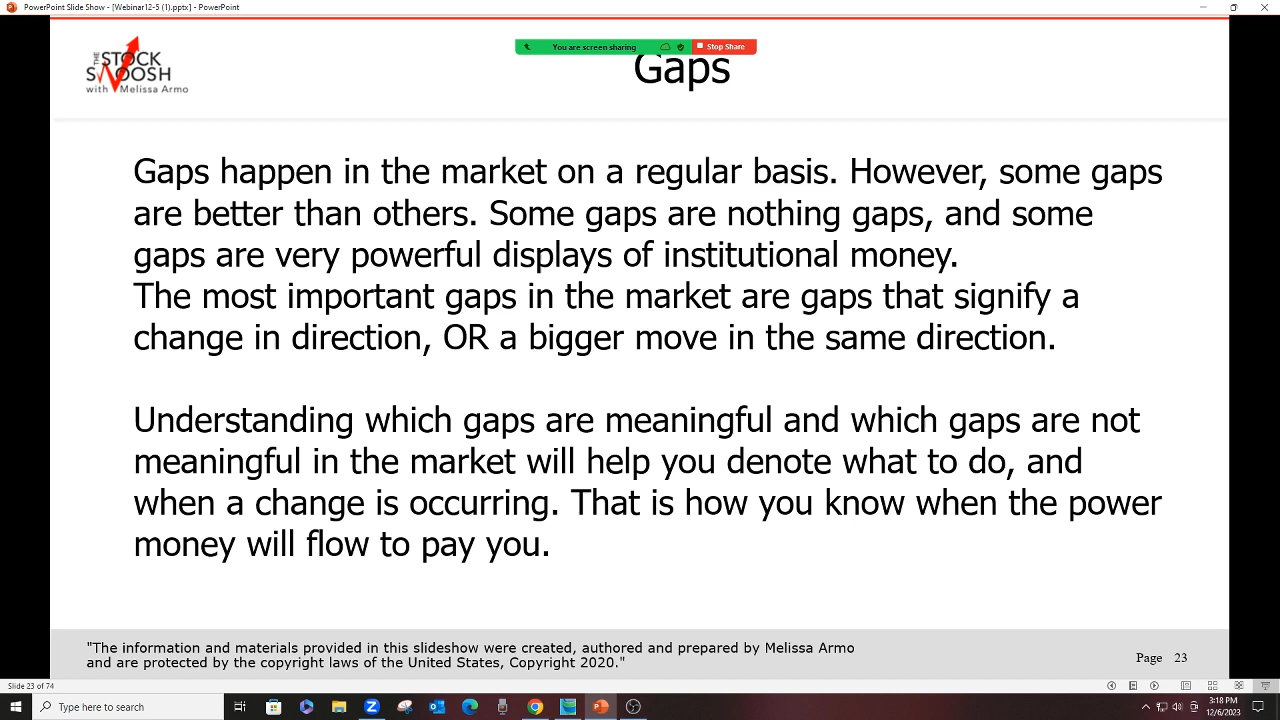 PowerPoint Slide Show - [Webinar12-5 (1).pptx] - PowerPoint
You are screen sharing
Stop Share
THE STOCK
SWOOSH
with Melissa Armo
Gaps
Gaps happen in the market on a regular basis. However, some gaps
are better than others. Some gaps are nothing gaps, and some
gaps are very powerful displays of institutional money.
The most important gaps in the market are gaps that signify a
change in direction, OR a bigger move in the same direction.
Understanding which gaps are meaningful and which gaps are not
meaningful in the market will help you denote what to do, and
when a change is occurring. That is how you know when the power
money will flow to pay you.
"The information and materials provided in this slideshow were created, authored and prepared by Melissa Armo
and are protected by the copyright laws of the United States, Copyright 2020."
Page 23
Slide 23 of 74
Type here to search
3:18 PM
12/6/2023